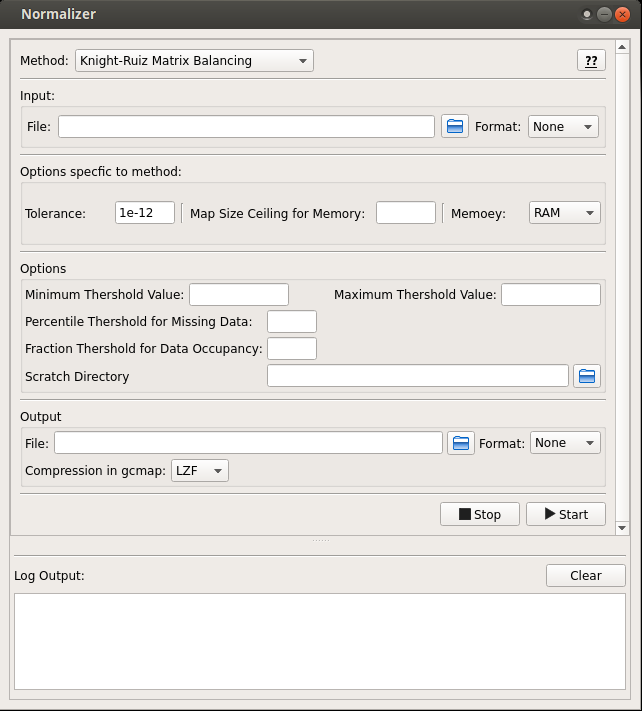 Normalizer
Method: Knight-Ruiz Matrix Balancing ??
Input:
File: Format: None
Options specfic to method:
Tolerance: 1e-12 Map Size Ceiling for Memory: Memoey: RAM
Options
Minimum Thershold Value: Maximum Thershold Value:
Percentile Thershold for Missing Data:
Fraction Thershold for Data Occupancy:
Scratch Directory
Output
File: Format: None
Compression in gcmap: LZF
Stop Start
Log Output: Clear